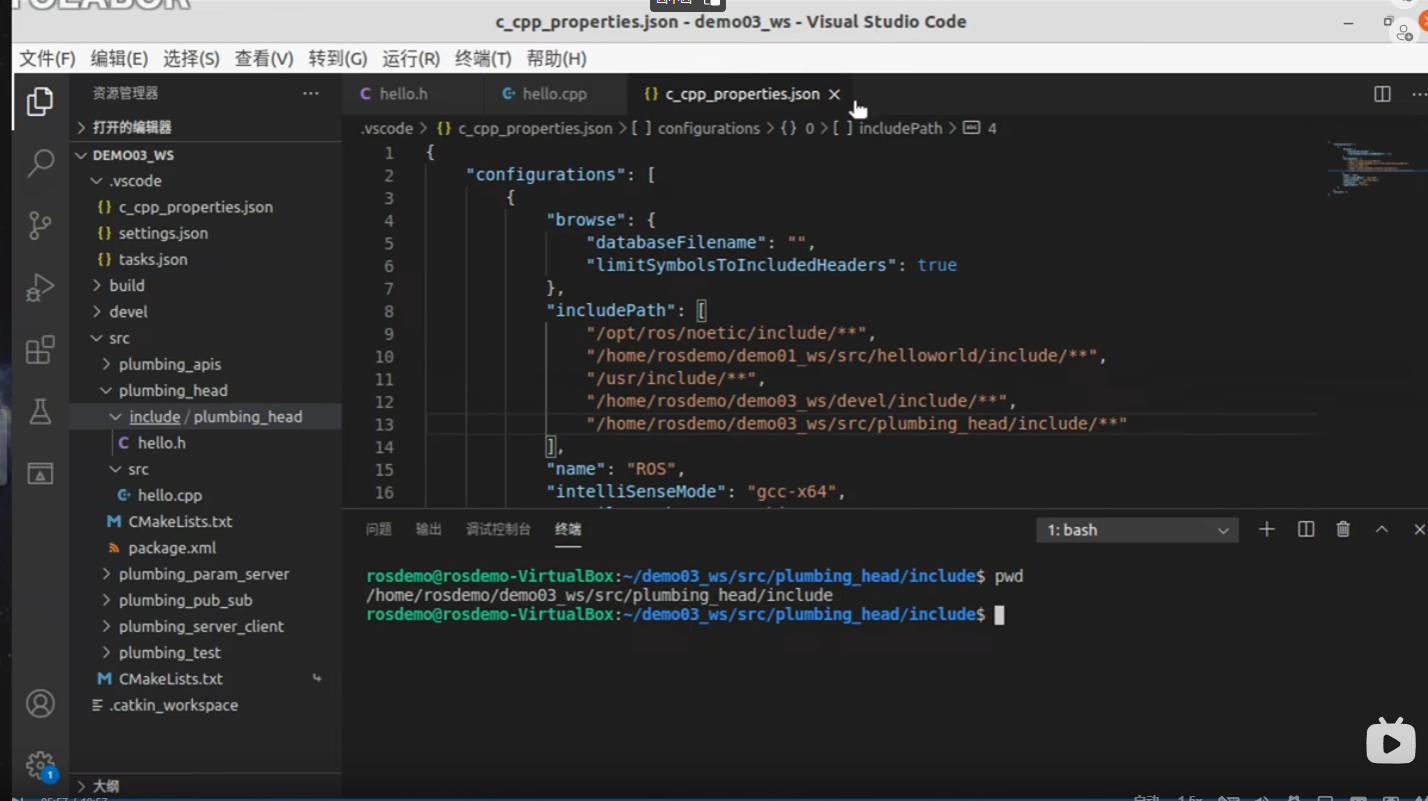 c_cpp_properties.json - demo03_ws - Visual Studio Code
文件(F) 编辑(E) 选择(S) 查看(V) 转到(G) 运行(R) 终端(T) 帮助(H)
资源管理器 ···
打开的编辑器
DEMO03_WS
.vscode
{} c_cpp_properties.json
{} settings.json
{} tasks.json
build
devel
src
plumbing_apis
plumbing_head
include / plumbing_head
C hello.h
src
hello.cpp
M CMakeLists.txt
package.xml
plumbing_param_server
plumbing_pub_sub
plumbing_server_client
plumbing_test
M CMakeLists.txt
.catkin_workspace
大纲
1
C hello.h
hello.cpp
{} c_cpp_properties.json
.vscode > {} c_cpp_properties.json > [ ] configurations > {} 0 > [ ] includePath > abc 4
1 {
2 "configurations": [
3 {
4 "browse": {
5 "databaseFilename": "",
6 "limitSymbolsToIncludedHeaders": true
7 },
8 "includePath": [
9 "/opt/ros/noetic/include/**",
10 "/home/rosdemo/demo01_ws/src/helloworld/include/**",
11 "/usr/include/**",
12 "/home/rosdemo/demo03_ws/devel/include/**",
13 "/home/rosdemo/demo03_ws/src/plumbing_head/include/**"
14 ],
15 "name": "ROS",
16 "intelliSenseMode": "gcc-x64",
问题 输出 调试控制台 终端 1: bash
rosdemo@rosdemo-VirtualBox:~/demo03_ws/src/plumbing_head/include$ pwd
/home/rosdemo/demo03_ws/src/plumbing_head/include
rosdemo@rosdemo-VirtualBox:~/demo03_ws/src/plumbing_head/include$